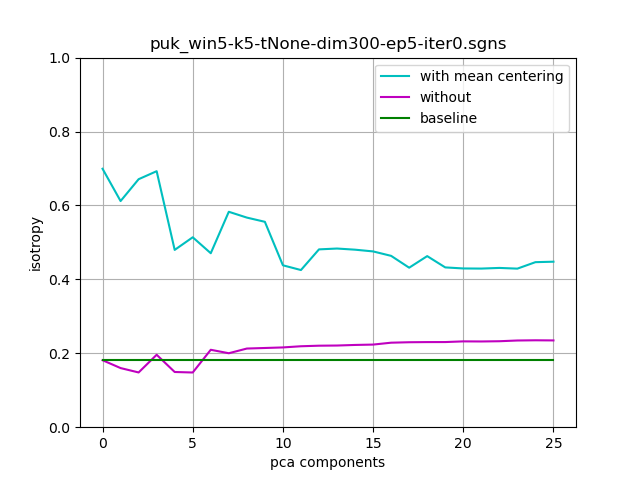 puk_win5-k5-tNone-dim300-ep5-iter0.sgns
with mean centering
without
baseline
isotropy
1.0
0.8
0.6
0.4
0.2
0.0
0 5 10 15 20 25
pca components